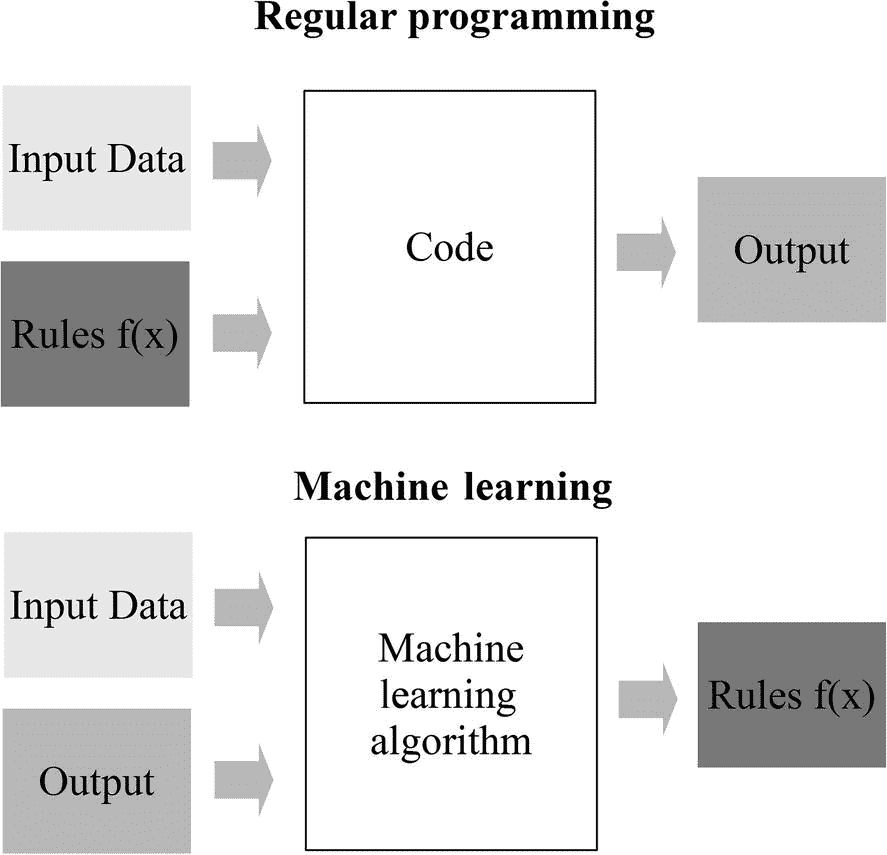 Regular programming
Input Data
Rules f(x)
Code
Output
Machine learning
Input Data
Output
Machine
learning
algorithm
Rules f(x)